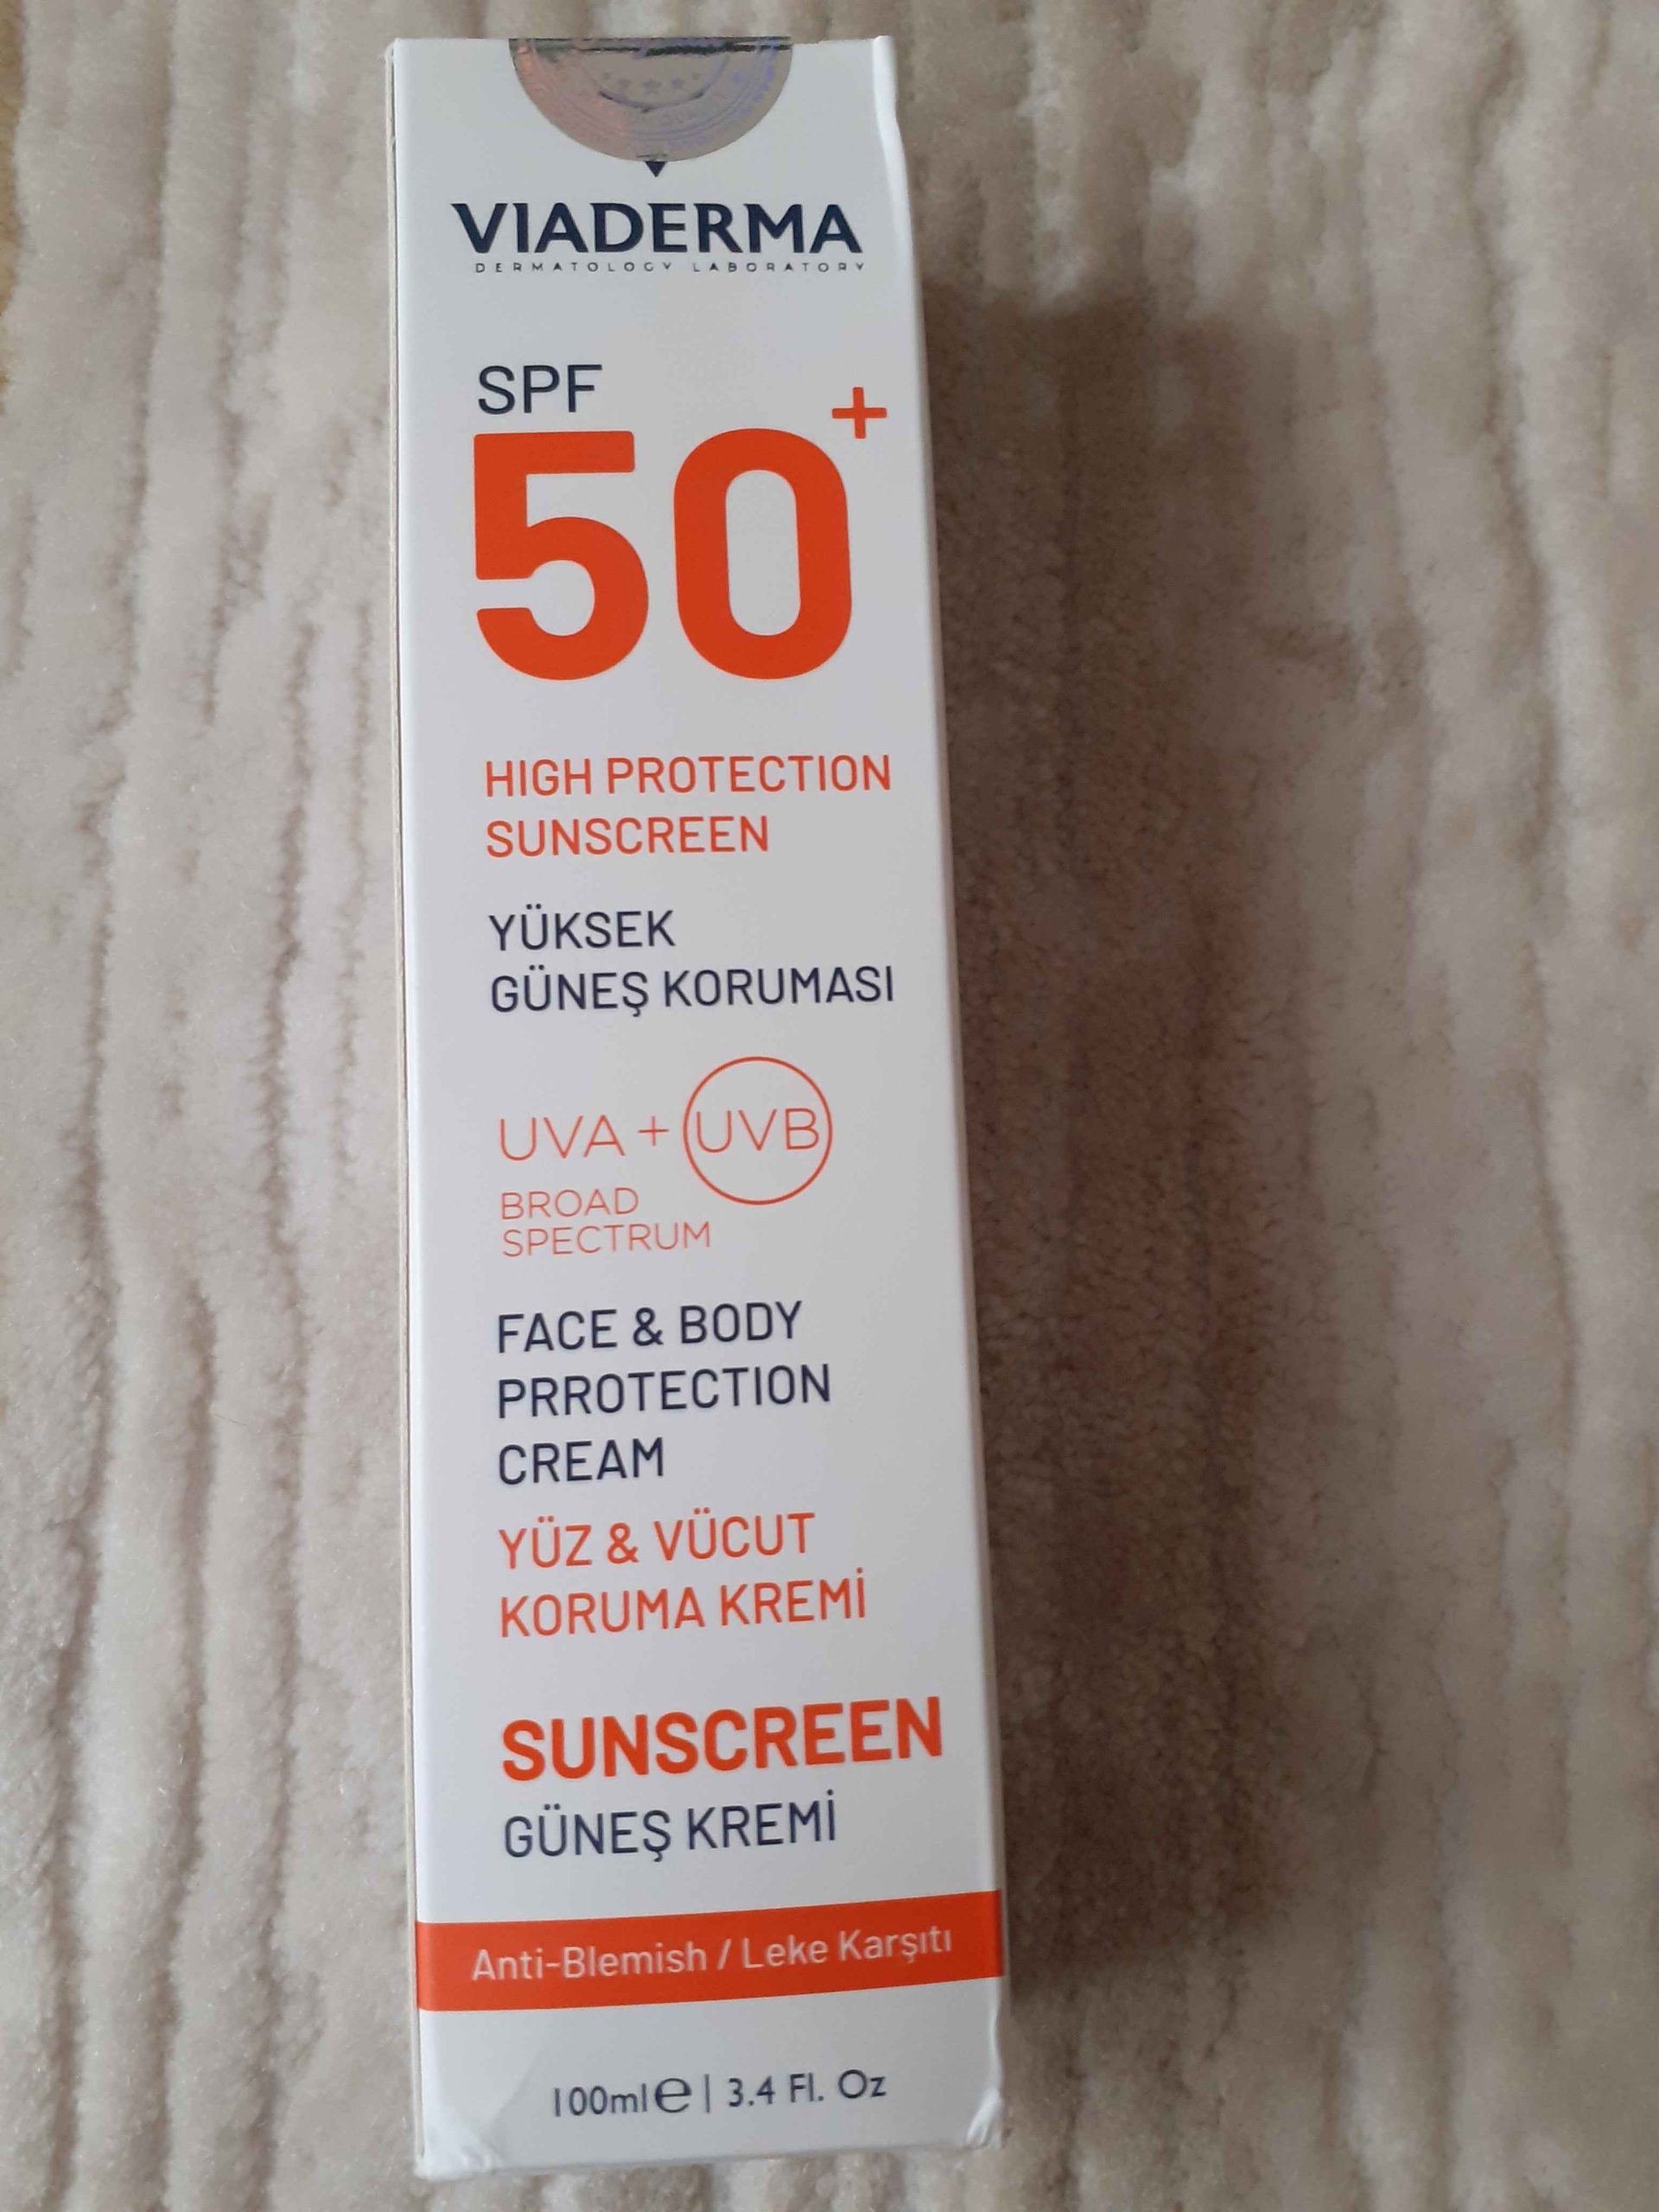 VIADERMA
DERMATOLOGY LABORATORY
SPF
50+
HIGH PROTECTION
SUNSCREEN
YÜKSEK
GÜNEŞ KORUMASI
UVA + UVB
BROAD
SPECTRUM
FACE & BODY
PRROTECTION
CREAM
YÜZ & VÜCUT
KORUMA KREMİ
SUNSCREEN
GÜNEŞ KREMİ
Anti-Blemish / Leke Karşıtı
100ml e | 3.4 Fl. Oz